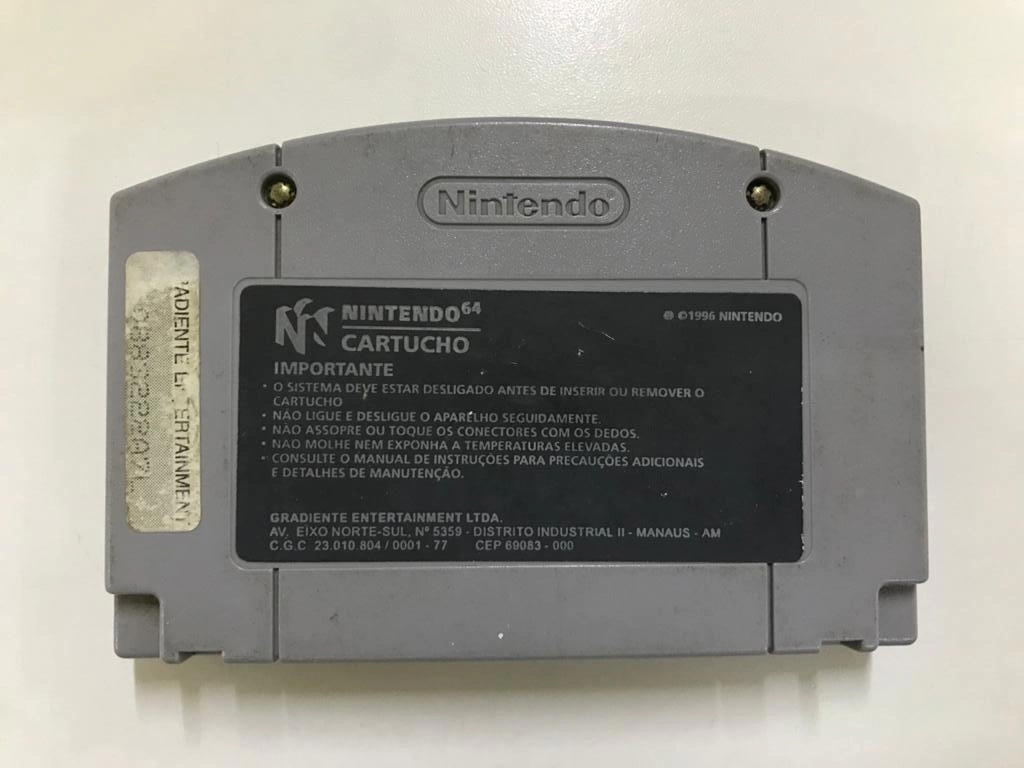 Nintendo
NINTENDO64
CARTUCHO
® ©1996 NINTENDO
IMPORTANTE
• O SISTEMA DEVE ESTAR DESLIGADO ANTES DE INSERIR OU REMOVER O
CARTUCHO
• NÃO LIGUE E DESLIGUE O APARELHO SEGUIDAMENTE.
• NÃO ASSOPRE OU TOQUE OS CONECTORES COM OS DEDOS.
• NÃO MOLHE NEM EXPONHA A TEMPERATURAS ELEVADAS.
• CONSULTE O MANUAL DE INSTRUÇÕES PARA PRECAUÇÕES ADICIONAIS
E DETALHES DE MANUTENÇÃO.
GRADIENTE ENTERTAINMENT LTDA.
AV. EIXO NORTE-SUL, Nº 5359 - DISTRITO INDUSTRIAL II - MANAUS - AM
C.G.C 23.010.804 / 0001 - 77 CEP 69083 - 000